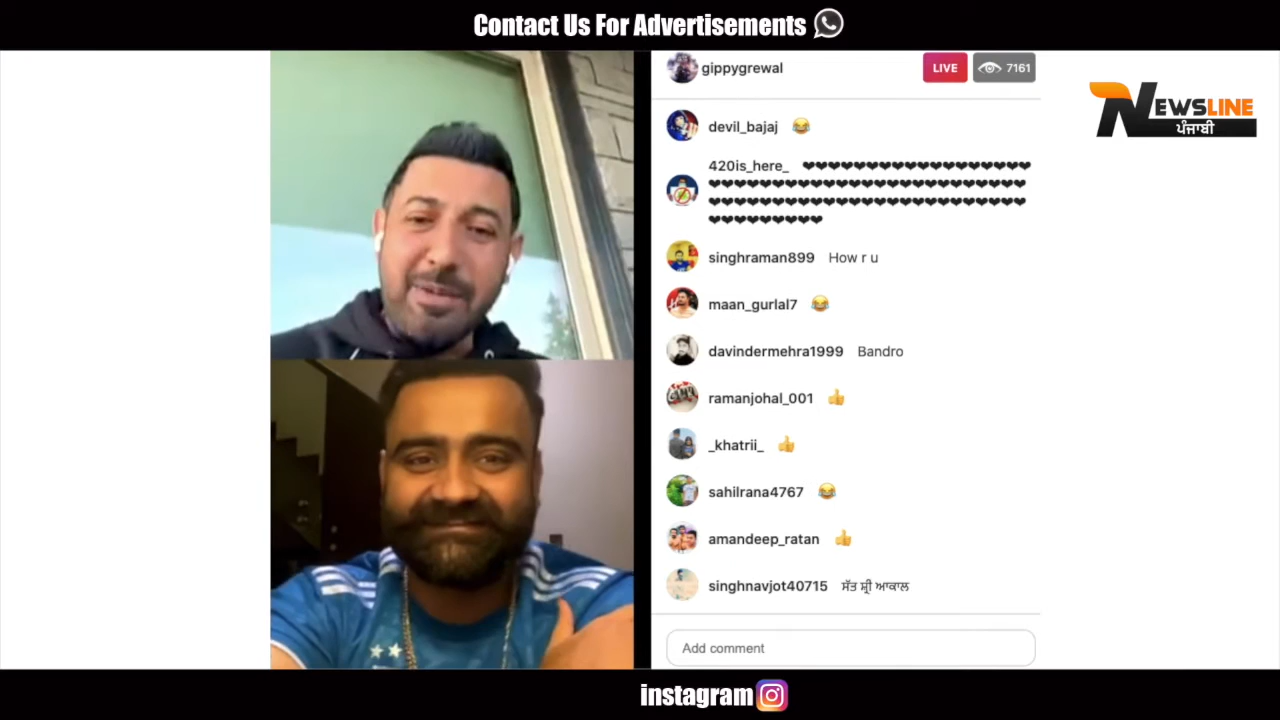 Contact Us For Advertisements
gippygrewal
LIVE
7161
NEWSLINE
ਪੰਜਾਬੀ
devil_bajaj 😂
420is_here_ ❤❤❤❤❤❤❤❤❤❤❤❤❤❤❤❤❤❤
❤❤❤❤❤❤❤❤❤❤❤❤❤❤❤❤❤❤❤❤❤❤❤❤❤
❤❤❤❤❤❤❤❤❤❤❤❤❤❤❤❤❤❤❤❤❤❤❤❤❤
❤❤❤❤❤❤❤❤❤
singhraman899 How r u
maan_gurlal7 😂
davindermehra1999 Bandro
ramanjohal_001 👍
_khatrii_ 👍
sahilrana4767 😂
amandeep_ratan 👍
singhnavjot40715 ਸੱਤ ਸ਼੍ਰੀ ਆਕਾਲ
Add comment
instagram